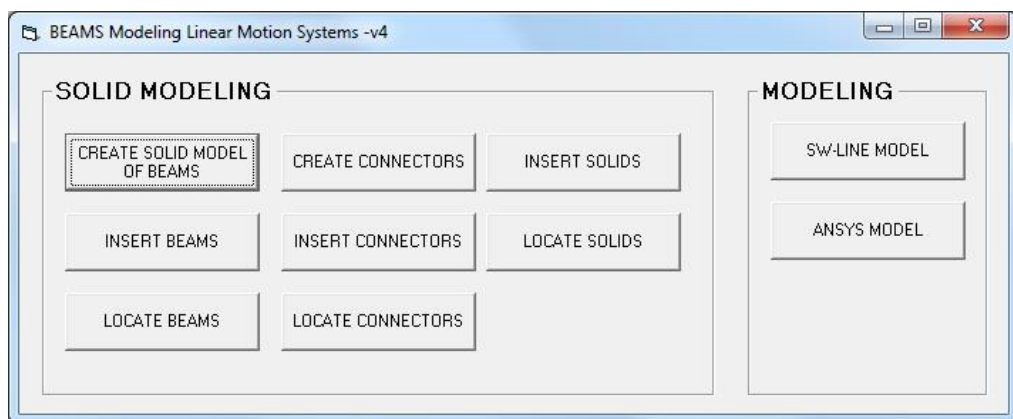 BEAMS Modeling Linear Motion Systems -v4
SOLID MODELING
CREATE SOLID MODEL
OF BEAMS
CREATE CONNECTORS
INSERT SOLIDS
INSERT BEAMS
INSERT CONNECTORS
LOCATE SOLIDS
LOCATE BEAMS
LOCATE CONNECTORS
MODELING
SW-LINE MODEL
ANSYS MODEL